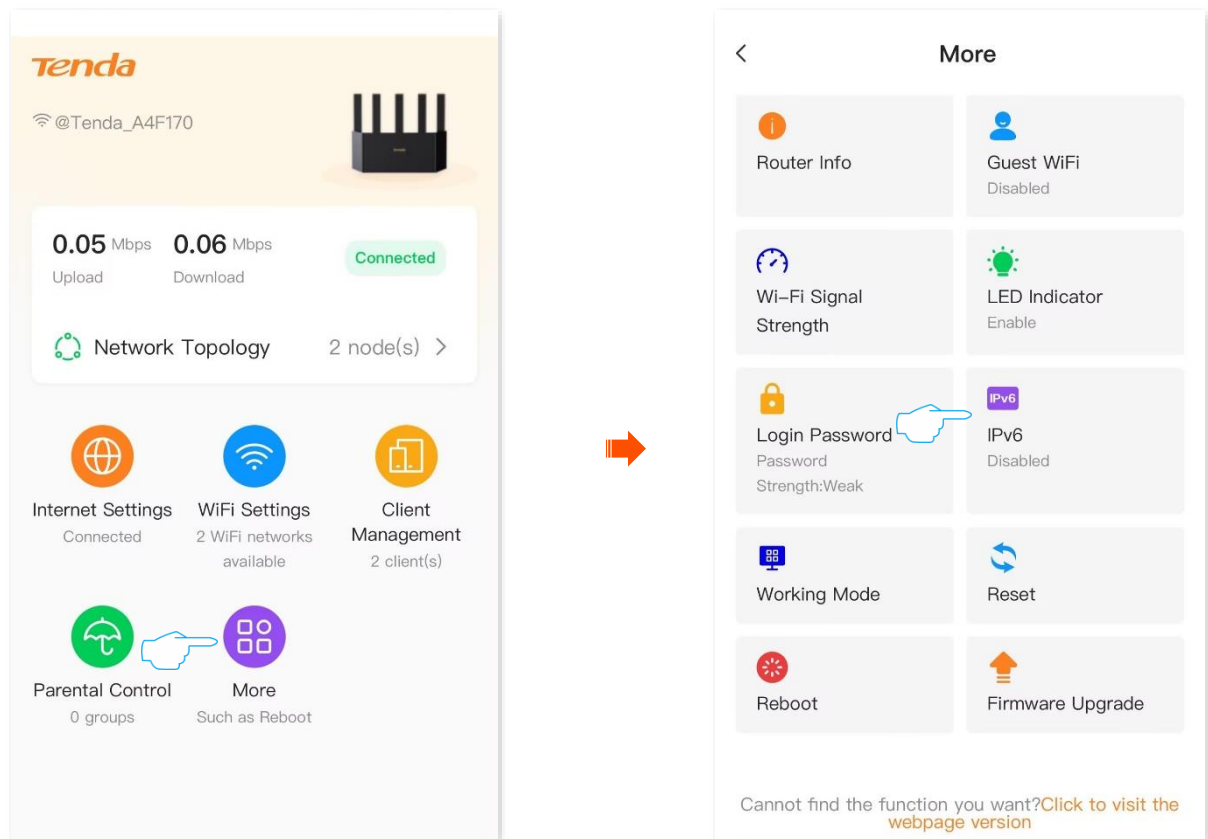 Tenda
@Tenda_A4F170
0.05 Mbps 0.06 Mbps
Upload Download
Connected
Network Topology 2 node(s)
Internet Settings
Connected
WiFi Settings
2 WiFi networks
available
Client
Management
2 client(s)
Parental Control
0 groups
More
Such as Reboot
More
Router Info
Guest WiFi
Disabled
Wi-Fi Signal
Strength
LED Indicator
Enable
Login Password
Password
Strength:Weak
IPv6
IPv6
Disabled
Working Mode
Reset
Reboot
Firmware Upgrade
Cannot find the function you want?Click to visit the
webpage version